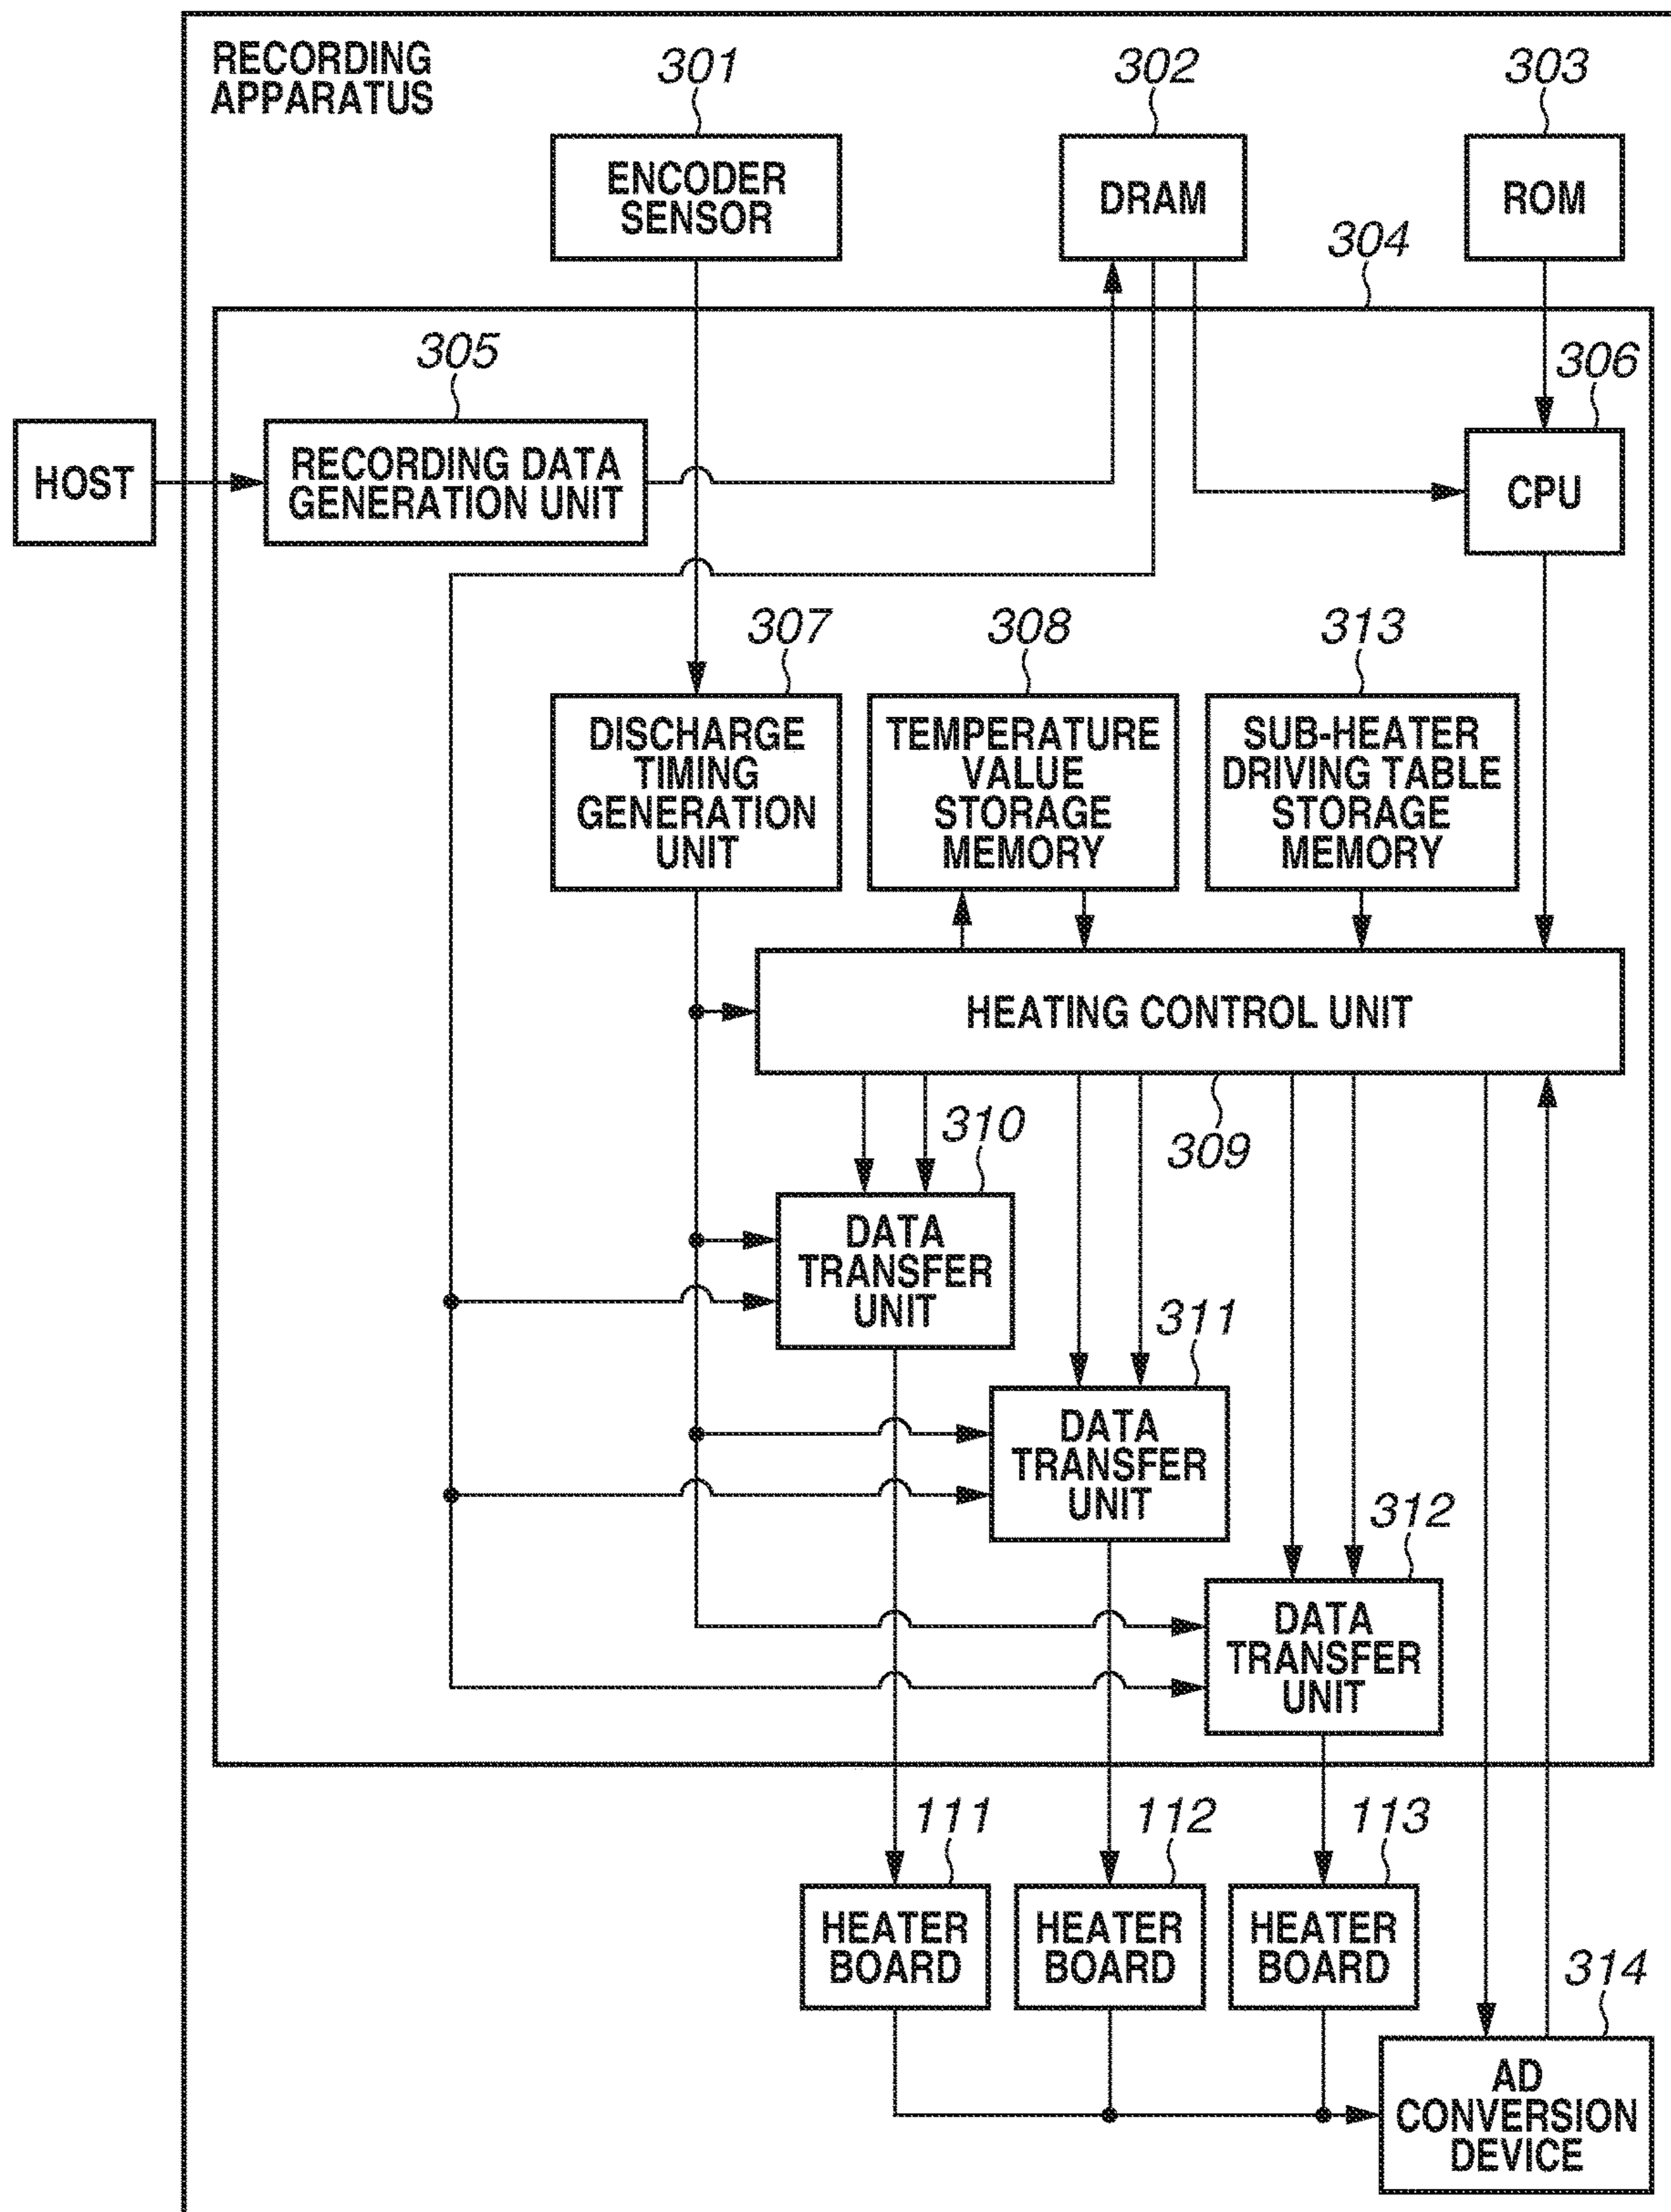 RECORDING
APPARATUS
301
302
303
ENCODER
SENSOR
DRAM
ROM
304
305
306
HOST
RECORDING DATA
GENERATION UNIT
CPU
307
308
313
DISCHARGE
TIMING
GENERATION
UNIT
TEMPERATURE
VALUE
STORAGE
MEMORY
SUB-HEATER
DRIVING TABLE
STORAGE
MEMORY
HEATING CONTROL UNIT
309
310
DATA
TRANSFER
UNIT
311
DATA
TRANSFER
UNIT
312
DATA
TRANSFER
UNIT
111
112
113
HEATER
BOARD
HEATER
BOARD
HEATER
BOARD
314
AD
CONVERSION
DEVICE